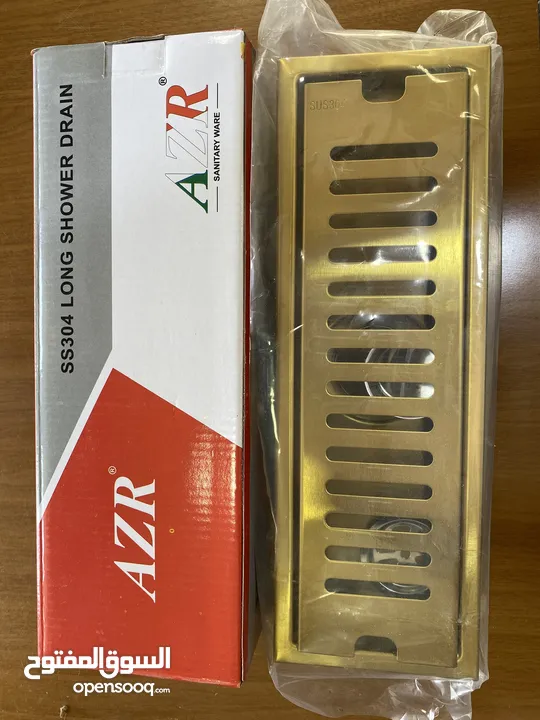 SS304 LONG SHOWER DRAIN
AZR®
SANITARY WARE
AZR®
SUS304
السوق المفتوح
opensooq.com